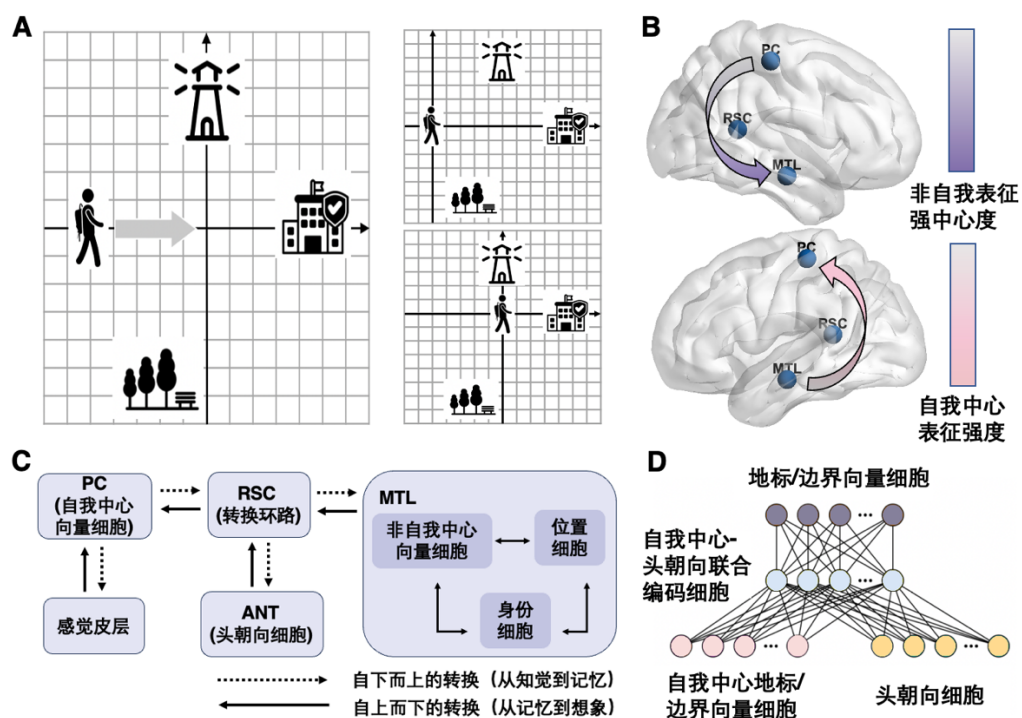 A
B
PC
RSC
MTL
非自我表征
强中心度
PC
RSC
MTL
自我中心
表征强度
C
PC
(自我中心
向量细胞)
RSC
(转换环路)
MTL
非自我中心
向量细胞
位置
细胞
身份
细胞
感觉皮层
ANT
(头朝向细胞)
自下而上的转换（从知觉到记忆）
自上而下的转换（从记忆到想象）
D
地标/边界向量细胞
自我中心-
头朝向联合
编码细胞
自我中心地标/
边界向量细胞
头朝向细胞